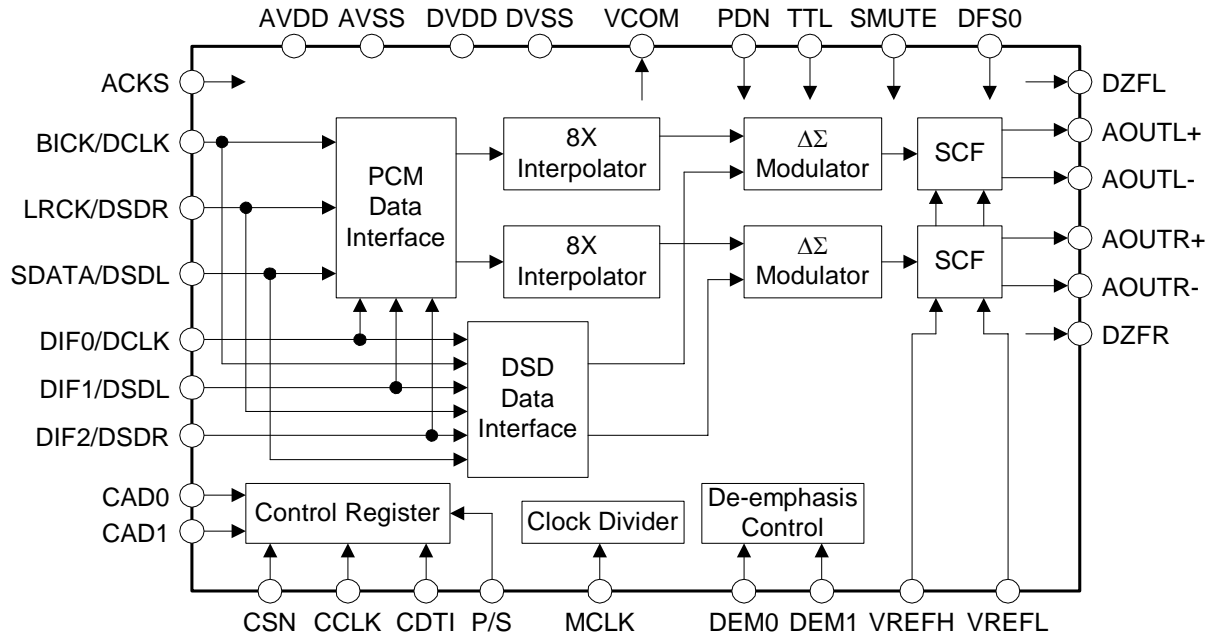 AVDD AVSS DVDD DVSS VCOM PDN TTL SMUTE DFS0
ACKS
DZFL
BICK/DCLK
AOUTL+
LRCK/DSDR
AOUTL-
SDATA/DSDL
AOUTR+
AOUTR-
DIF0/DCLK
DZFR
DIF1/DSDL
DIF2/DSDR
CAD0
CAD1
PCM
Data
Interface
8X
Interpolator
ΔΣ
Modulator
SCF
8X
Interpolator
ΔΣ
Modulator
SCF
DSD
Data
Interface
Control Register
Clock Divider
De-emphasis
Control
CSN CCLK CDTI P/S MCLK DEM0 DEM1 VREFH VREFL